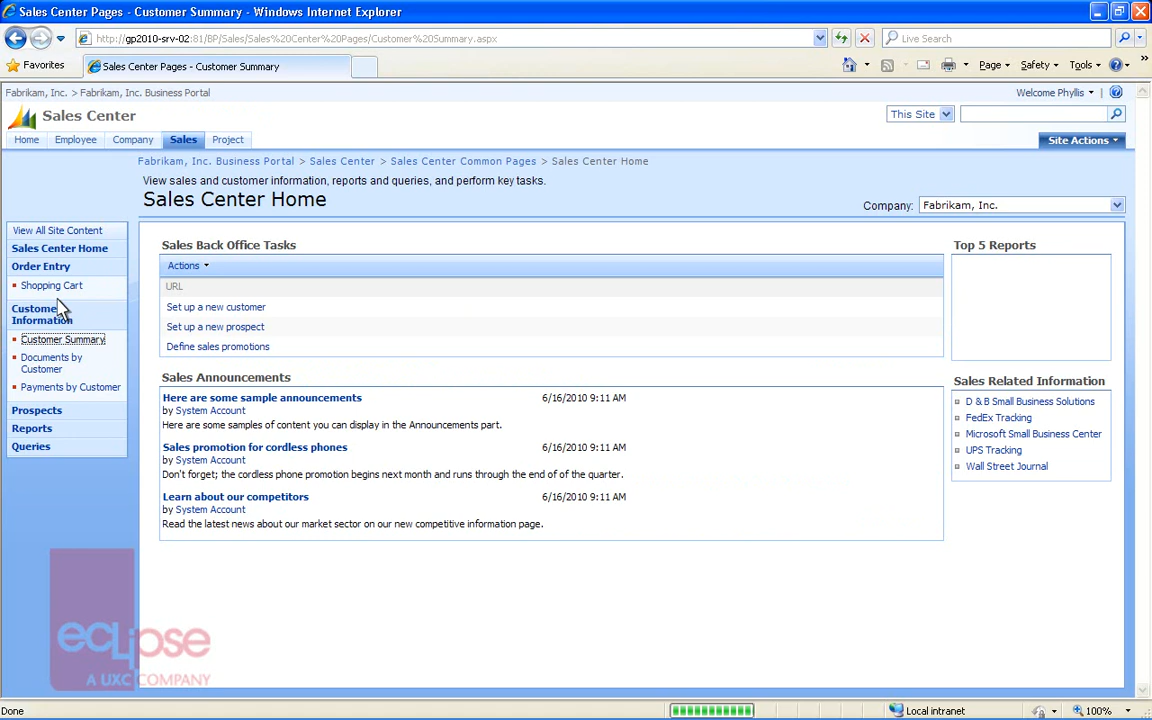 Sales Center Pages - Customer Summary - Windows Internet Explorer
http://gp2010-srv-02:81/BP/Sales/Sales%20Center%20Pages/Customer%20Summary.aspx
Live Search
Favorites
Sales Center Pages - Customer Summary
Page
Safety
Tools
Fabrikam, Inc. > Fabrikam, Inc. Business Portal
Welcome Phyllis
Sales Center
This Site
Home
Employee
Company
Sales
Project
Site Actions
Fabrikam, Inc. Business Portal > Sales Center > Sales Center Common Pages > Sales Center Home
View sales and customer information, reports and queries, and perform key tasks.
Sales Center Home
Company:
Fabrikam, Inc.
View All Site Content
Sales Center Home
Order Entry
Shopping Cart
Customer
Information
Customer Summary
Documents by
Customer
Payments by Customer
Prospects
Reports
Queries
Sales Back Office Tasks
Actions
URL
Set up a new customer
Set up a new prospect
Define sales promotions
Sales Announcements
Here are some sample announcements 6/16/2010 9:11 AM
by System Account
Here are some samples of content you can display in the Announcements part.
Sales promotion for cordless phones 6/16/2010 9:11 AM
by System Account
Don't forget; the cordless phone promotion begins next month and runs through the end of of the quarter.
Learn about our competitors 6/16/2010 9:11 AM
by System Account
Read the latest news about our market sector on our new competitive information page.
Top 5 Reports
Sales Related Information
D & B Small Business Solutions
FedEx Tracking
Microsoft Small Business Center
UPS Tracking
Wall Street Journal
eclipse
A UXC COMPANY
Done
Local intranet
100%